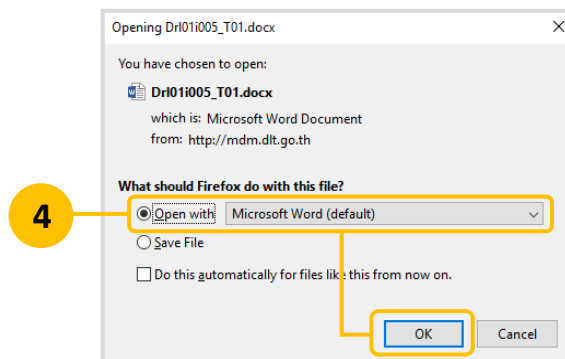 Opening Drl01i005_T01.docx
You have chosen to open:
Drl01i005_T01.docx
which is: Microsoft Word Document
from: http://mdm.dlt.go.th
What should Firefox do with this file?
4
Open with Microsoft Word (default)
Save File
Do this automatically for files like this from now on.
OK Cancel